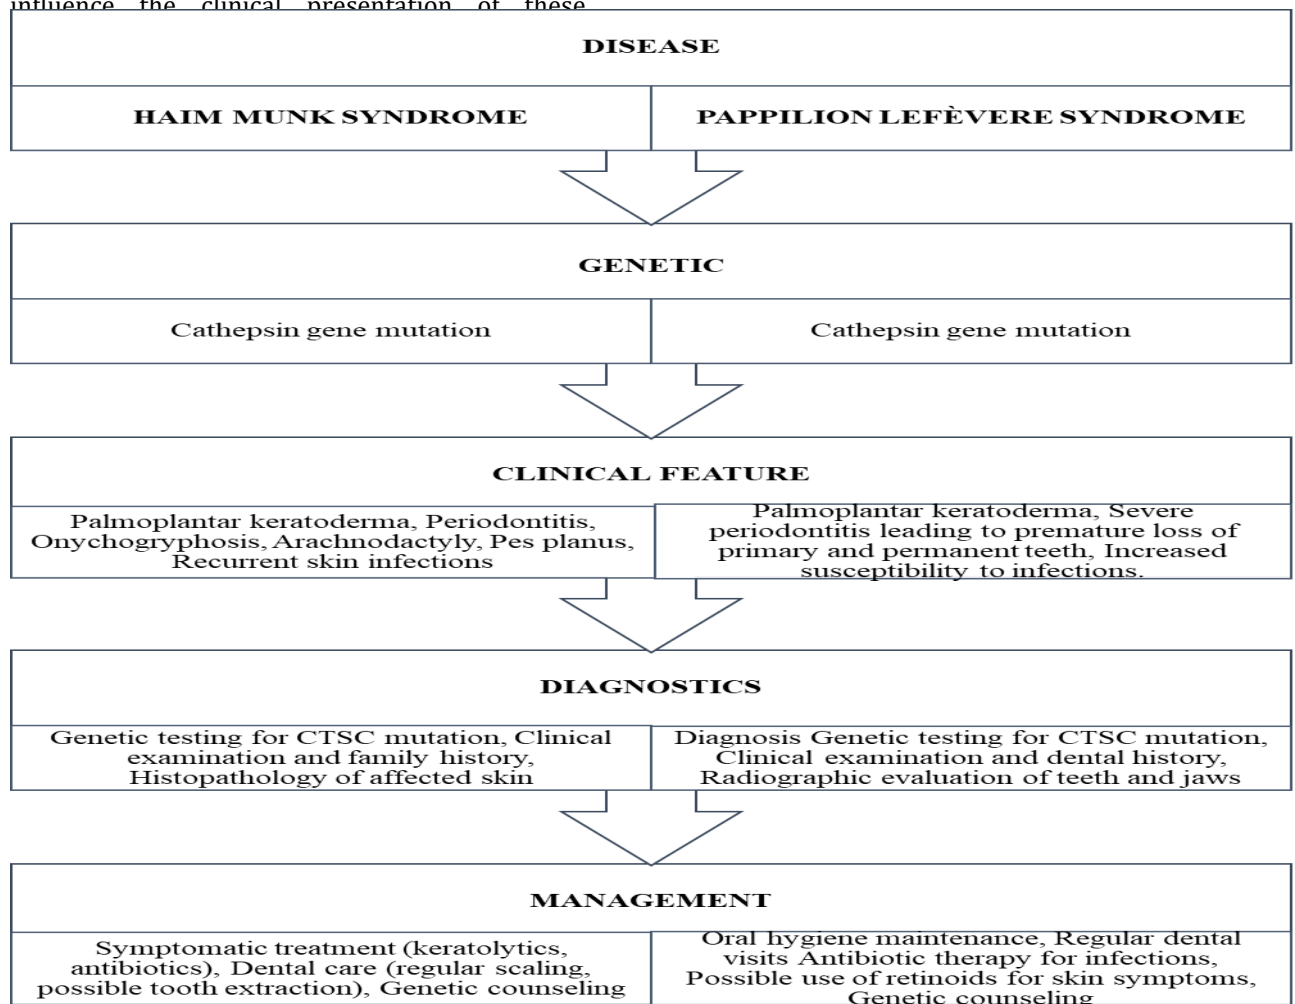 influence the clinical presentation of these
DISEASE
HAIM MUNK SYNDROME
PAPPILION LEFÈVERE SYNDROME
GENETIC
Cathepsin gene mutation
Cathepsin gene mutation
CLINICAL FEATURE
Palmoplantar keratoderma, Periodontitis,
Onychogryphosis, Arachnodactyly, Pes planus,
Recurrent skin infections
Palmoplantar keratoderma, Severe
periodontitis leading to premature loss of
primary and permanent teeth, Increased
susceptibility to infections.
DIAGNOSTICS
Genetic testing for CTSC mutation, Clinical
examination and family history,
Histopathology of affected skin
Diagnosis Genetic testing for CTSC mutation,
Clinical examination and dental history,
Radiographic evaluation of teeth and jaws
MANAGEMENT
Symptomatic treatment (keratolytics,
antibiotics), Dental care (regular scaling,
possible tooth extraction), Genetic counseling
Oral hygiene maintenance, Regular dental
visits Antibiotic therapy for infections,
Possible use of retinoids for skin symptoms,
Genetic counseling